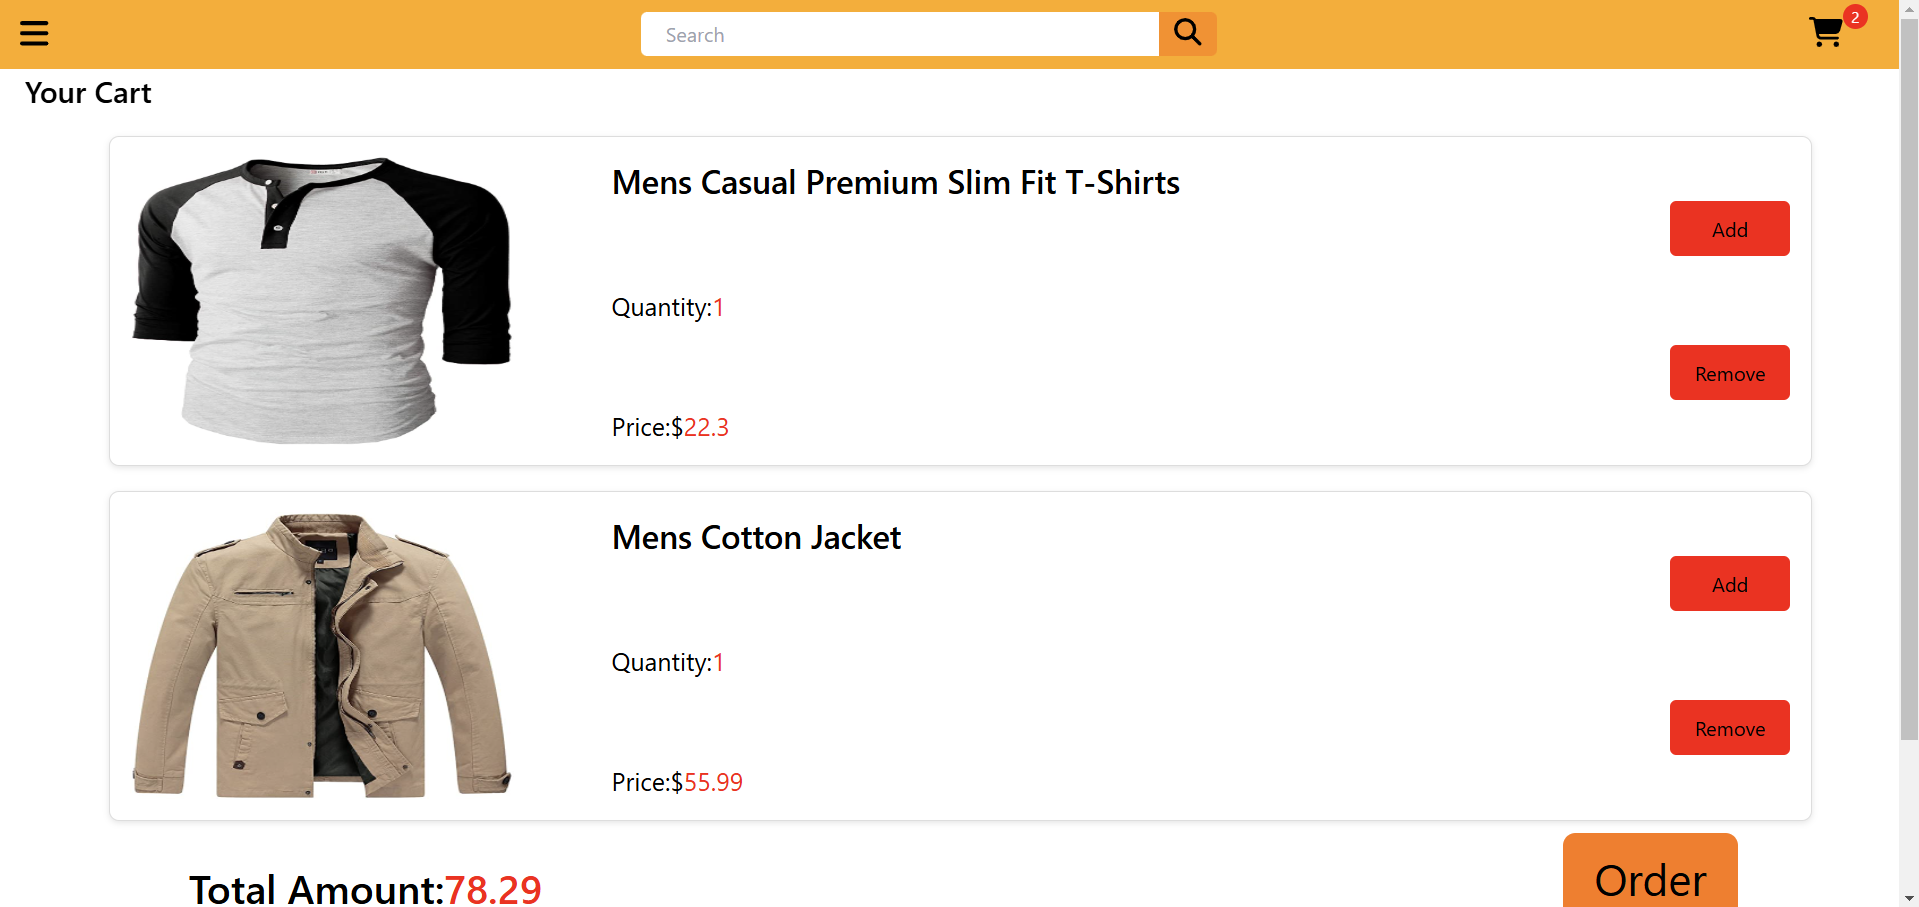 Search
2
Your Cart
Mens Casual Premium Slim Fit T-Shirts
Add
Quantity:1
Remove
Price:$22.3
Mens Cotton Jacket
Add
Quantity:1
Remove
Price:$55.99
Total Amount:78.29
Order